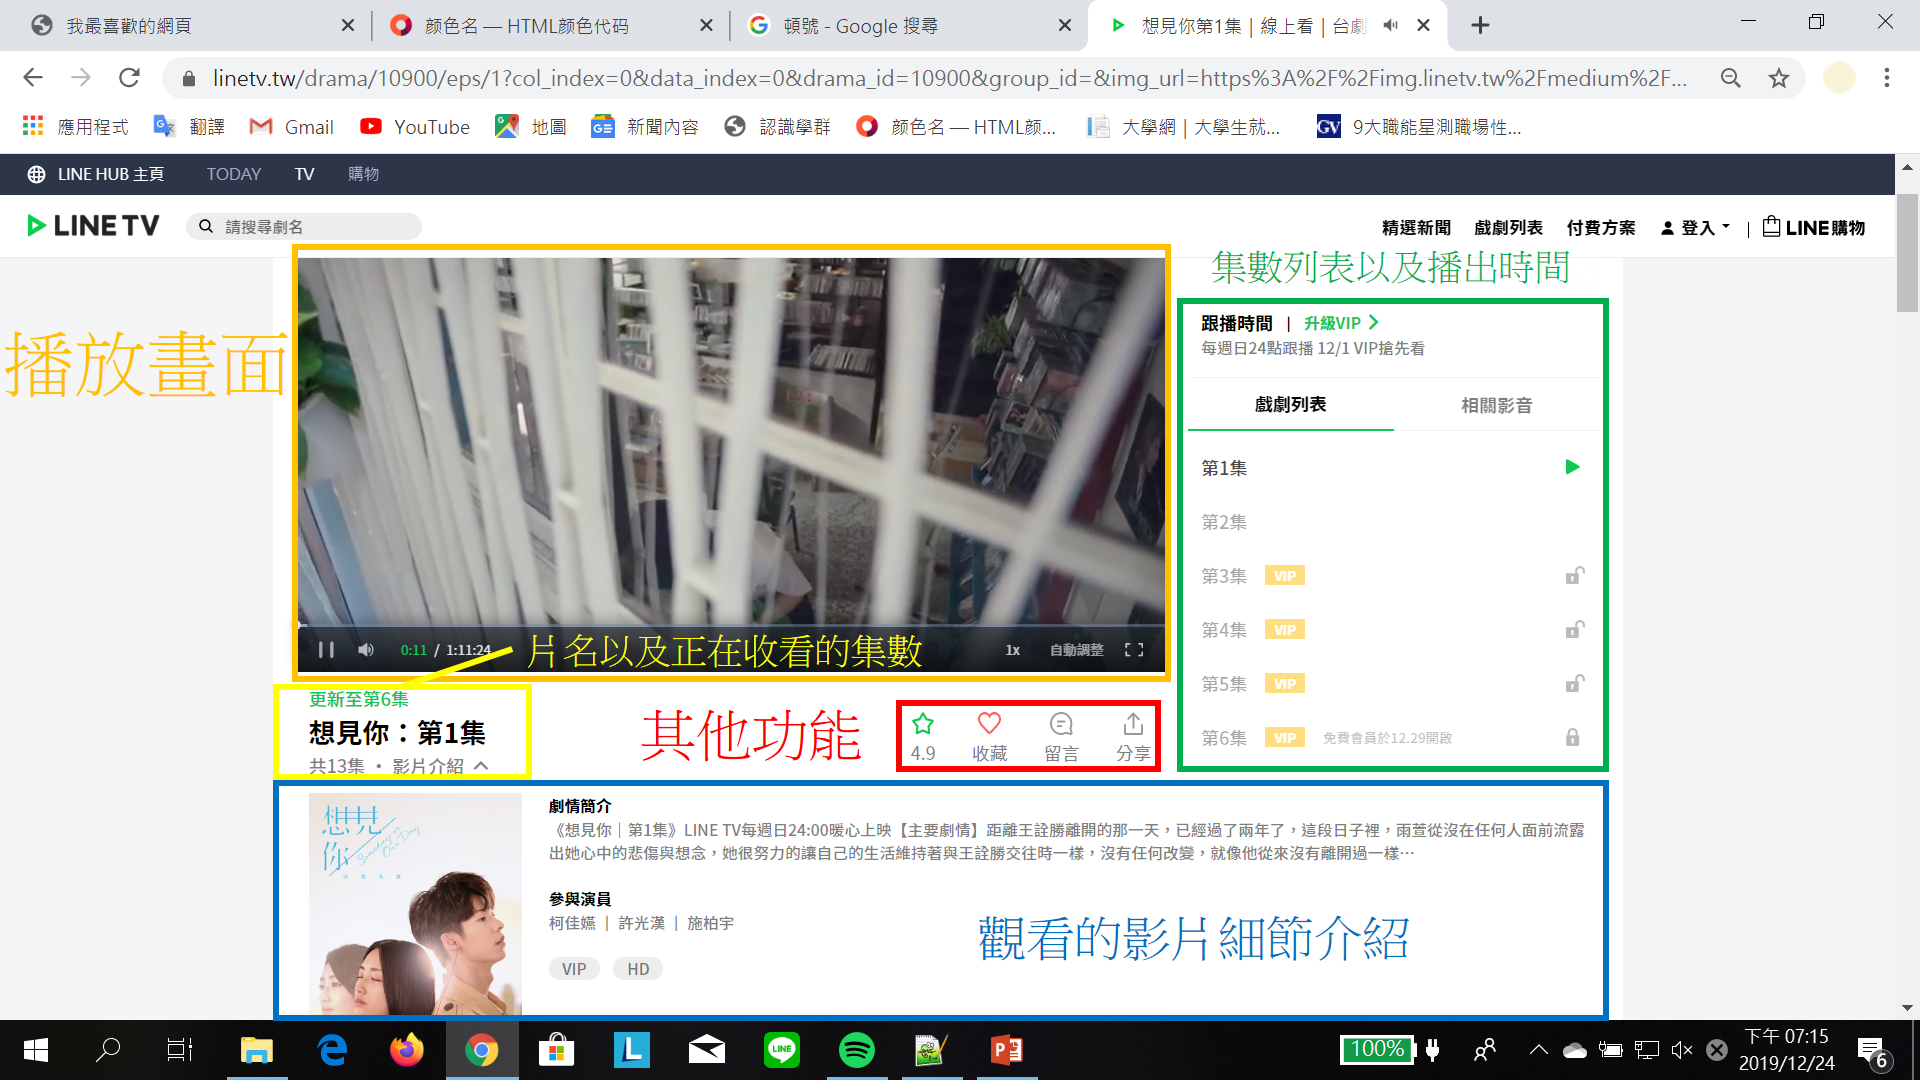 我最喜歡的網頁
颜色名 — HTML颜色代码
頓號 - Google 搜尋
想見你第1集 | 線上看 | 台劇
linetv.tw/drama/10900/eps/1?col_index=0&data_index=0&drama_id=10900&group_id=&img_url=https%3A%2F%2Fimg.linetv.tw%2Fmedium%2F...
應用程式
翻譯
Gmail
YouTube
地圖
新聞內容
認識學群
颜色名 — HTML颜...
大學網 | 大學生就...
GV
9大職能星測職場性...
LINE HUB 主頁 TODAY TV 購物
LINE TV
請搜尋劇名
精選新聞 戲劇列表 付費方案 登入 | LINE購物
集數列表以及播出時間
播放畫面
跟播時間 | 升級VIP
每週日24點跟播 12/1 VIP搶先看
戲劇列表 相關影音
第1集
第2集
第3集 VIP
第4集 VIP
第5集 VIP
第6集 VIP 免費會員於12.29開啟
0:11 / 1:11:24
片名以及正在收看的集數
1x 自動調整
更新至第6集
想見你：第1集
共13集 · 影片介紹
其他功能
4.9 收藏 留言 分享
想見你
Someday or One Day
劇情簡介
《想見你｜第1集》LINE TV每週日24:00暖心上映【主要劇情】距離王詮勝離開的那一天，已經過了兩年了，這段日子裡，雨萱從沒在任何人面前流露
出她心中的悲傷與想念，她很努力的讓自己的生活維持著與王詮勝交往時一樣，沒有任何改變，就像他從來沒有離開過一樣…
參與演員
柯佳嬿 | 許光漢 | 施柏宇
VIP HD
觀看的影片細節介紹
L
LINE
P
100%
下午 07:15
2019/12/24
6